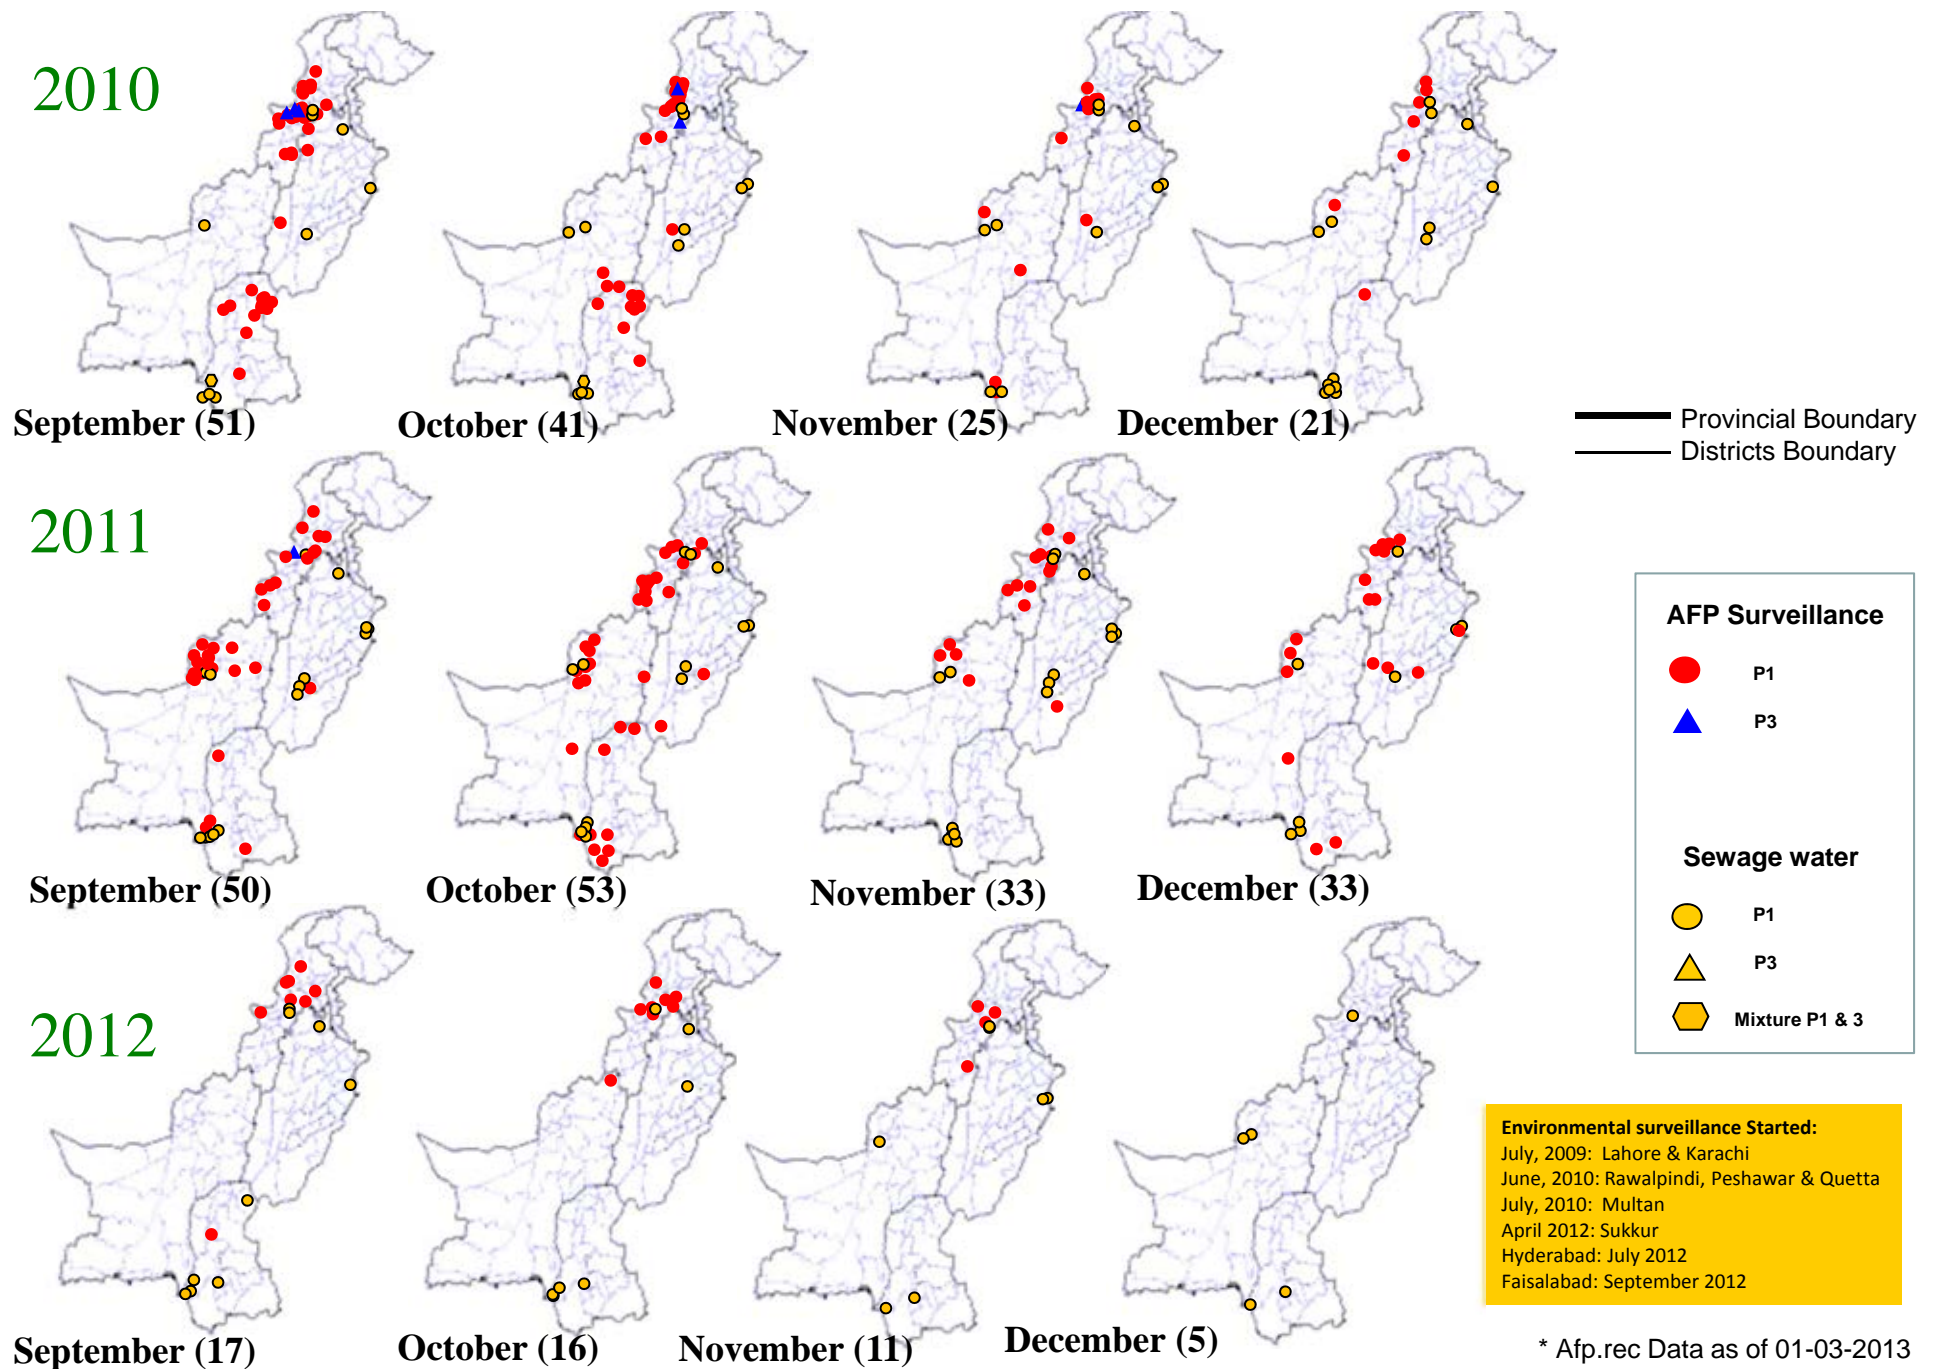 2010
September (51)
October (41)
November (25)
December (21)
Provincial Boundary
Districts Boundary
2011
September (50)
October (53)
November (33)
December (33)
AFP Surveillance
P1
P3
Sewage water
P1
P3
Mixture P1 & 3
2012
September (17)
October (16)
November (11)
December (5)
Environmental surveillance Started:
July, 2009: Lahore & Karachi
June, 2010: Rawalpindi, Peshawar & Quetta
July, 2010: Multan
April 2012: Sukkur
Hyderabad: July 2012
Faisalabad: September 2012
* Afp.rec Data as of 01-03-2013